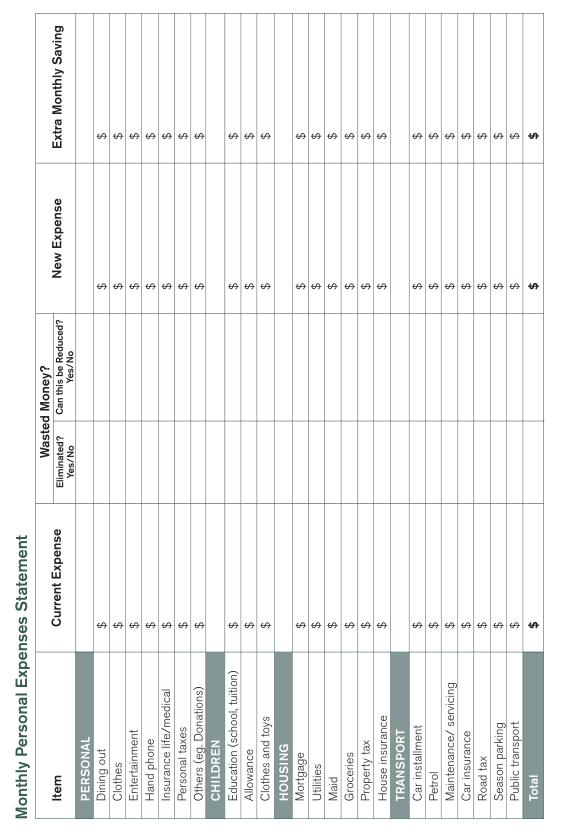 Monthly Personal Expenses Statement
Item Current Expense Wasted Money? New Expense Extra Monthly Saving
Eliminated? Yes/No Can this be Reduced? Yes/No
PERSONAL
Dining out $ $ $
Clothes $ $ $
Entertainment $ $ $
Hand phone $ $ $
Insurance life/medical $ $ $
Personal taxes $ $ $
Others (eg. Donations) $ $ $
CHILDREN
Education (school, tuition) $ $ $
Allowance $ $ $
Clothes and toys $ $ $
HOUSING
Mortgage $ $ $
Utilities $ $ $
Maid $ $ $
Groceries $ $ $
Property tax $ $ $
House insurance $ $ $
TRANSPORT
Car installment $ $ $
Petrol $ $ $
Maintenance/ servicing $ $ $
Car insurance $ $ $
Road tax $ $ $
Season parking $ $ $
Public transport $ $ $
Total $ $ $